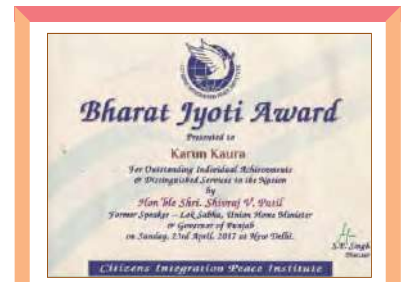 Bharat Jyoti Award
Presented to
Karun Kaura
For Outstanding Individual Achievements
& Distinguished Services to the Nation
by
Hon'ble Shri. Shivraj V. Patil
Former Speaker – Lok Sabha, Union Home Minister
& Governor of Punjab
on Sunday, 23rd April, 2017 at New Delhi.
S.E. Singh
Director
Citizens Integration Peace Institute